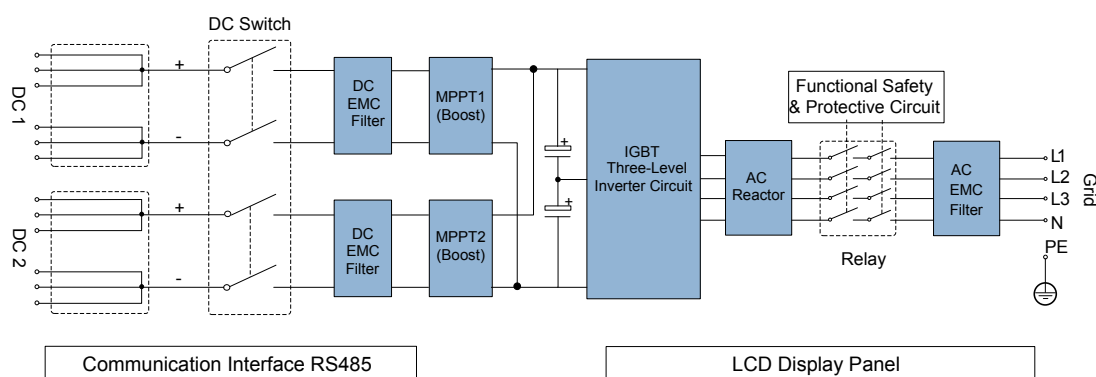 DC Switch
DC 1
+
-
DC
EMC
Filter
MPPT1
(Boost)
DC 2
+
-
DC
EMC
Filter
MPPT2
(Boost)
+
+
IGBT
Three-Level
Inverter Circuit
AC
Reactor
Functional Safety
& Protective Circuit
Relay
AC
EMC
Filter
L1
L2
L3
N
Grid
PE
Communication Interface RS485
LCD Display Panel